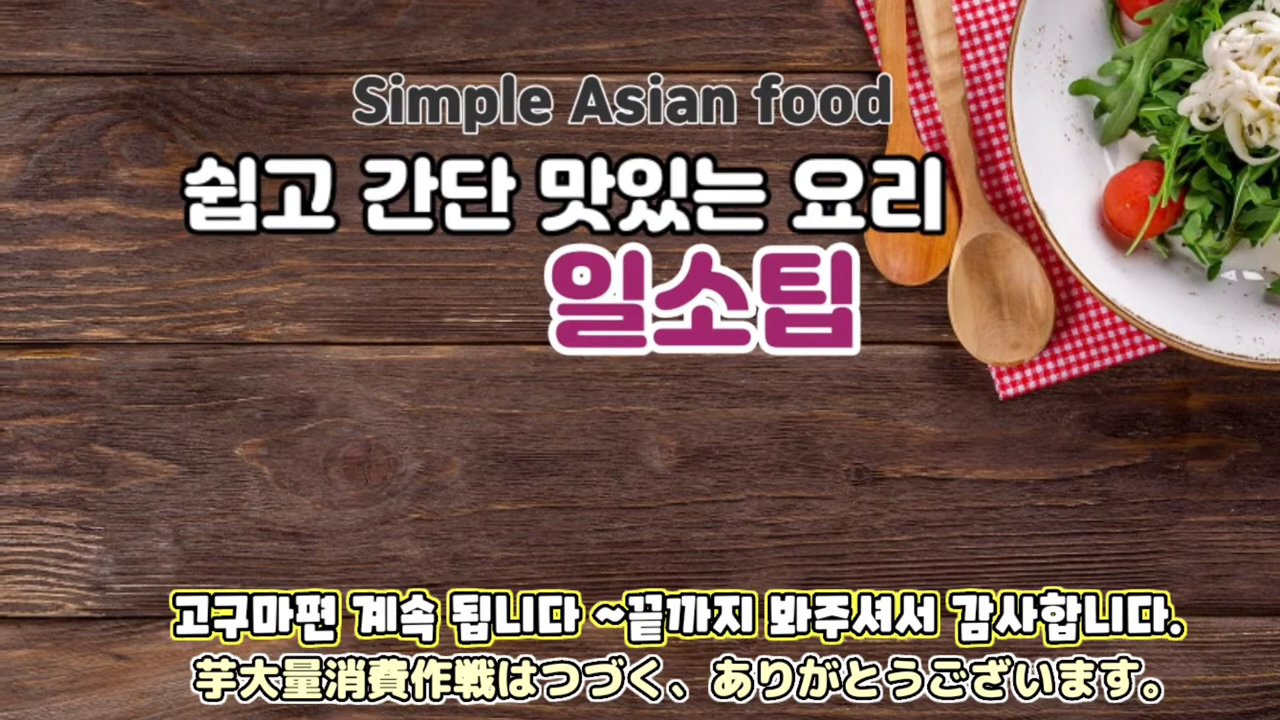 Simple Asian food
쉽고 간단 맛있는 요리
일소팁
고구마편 계속 됩니다 ~끝까지 봐주셔서 감사합니다.
芋大量消費作戦はつづく、ありがとうございます。